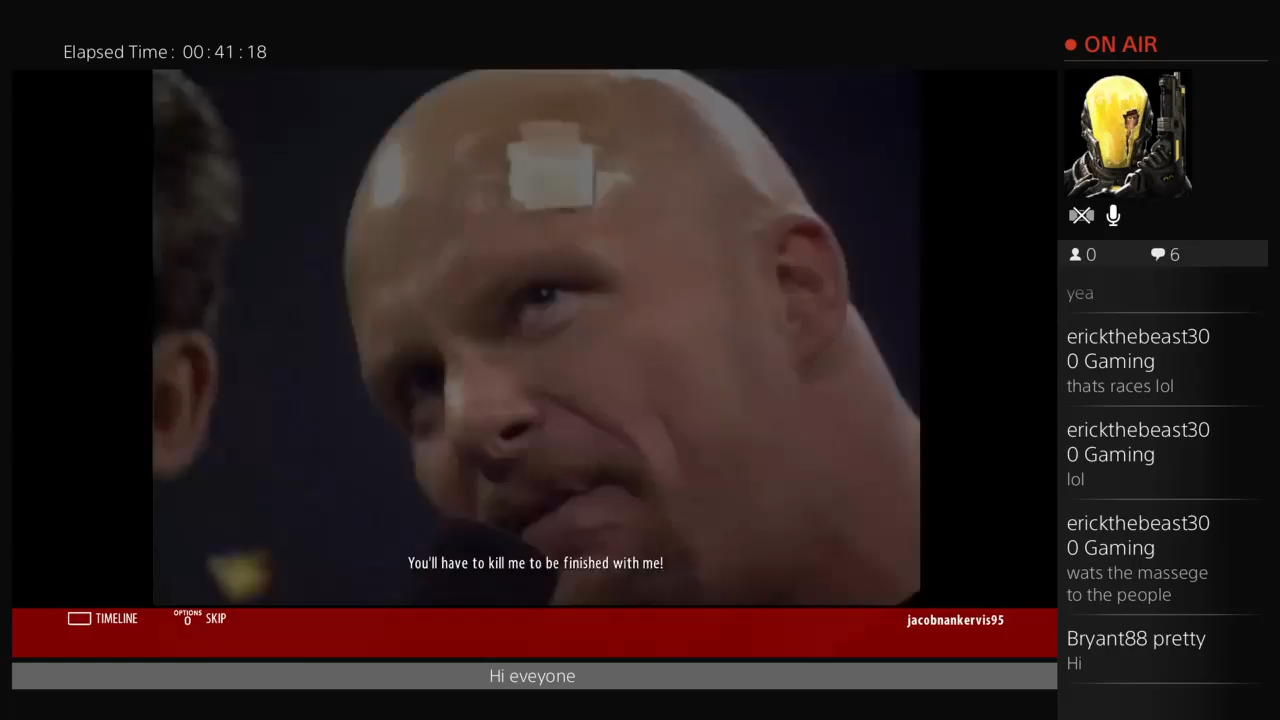 Elapsed Time: 00:41:18
ON AIR
0 6
yea
erickthebeast30
0 Gaming
thats races lol
erickthebeast30
0 Gaming
lol
erickthebeast30
0 Gaming
wats the massege
to the people
Bryant88 pretty
Hi
You'll have to kill me to be finished with me!
TIMELINE OPTIONS SKIP
jacobnankervis95
Hi eveyone